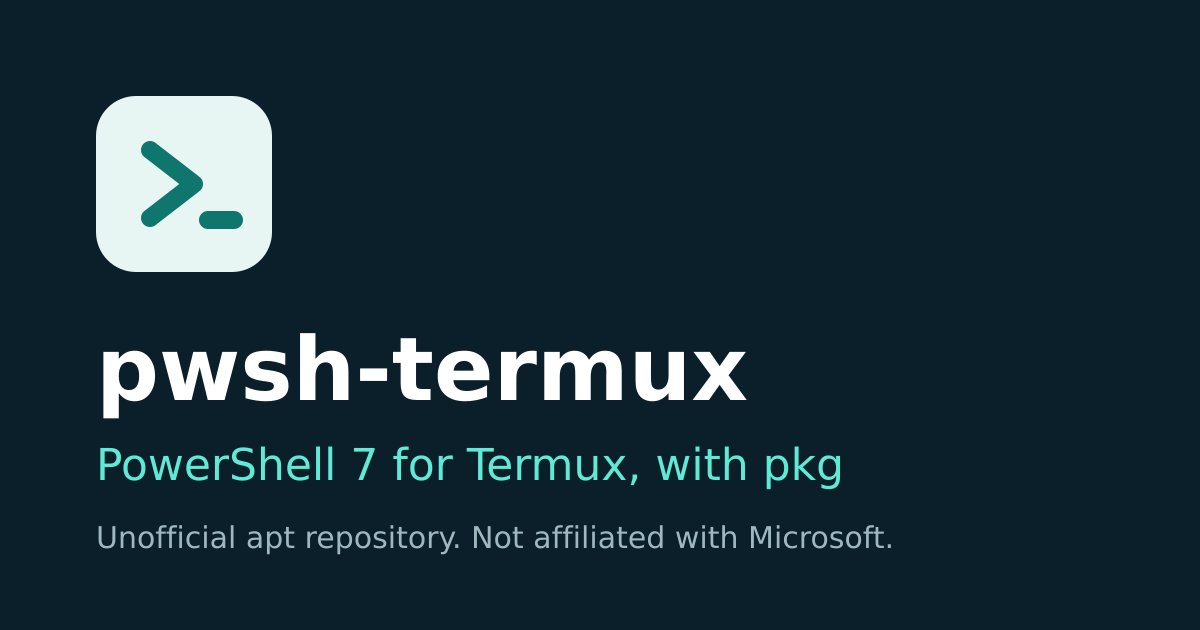 pwsh-termux
PowerShell 7 for Termux, with pkg
Unofficial apt repository. Not affiliated with Microsoft.